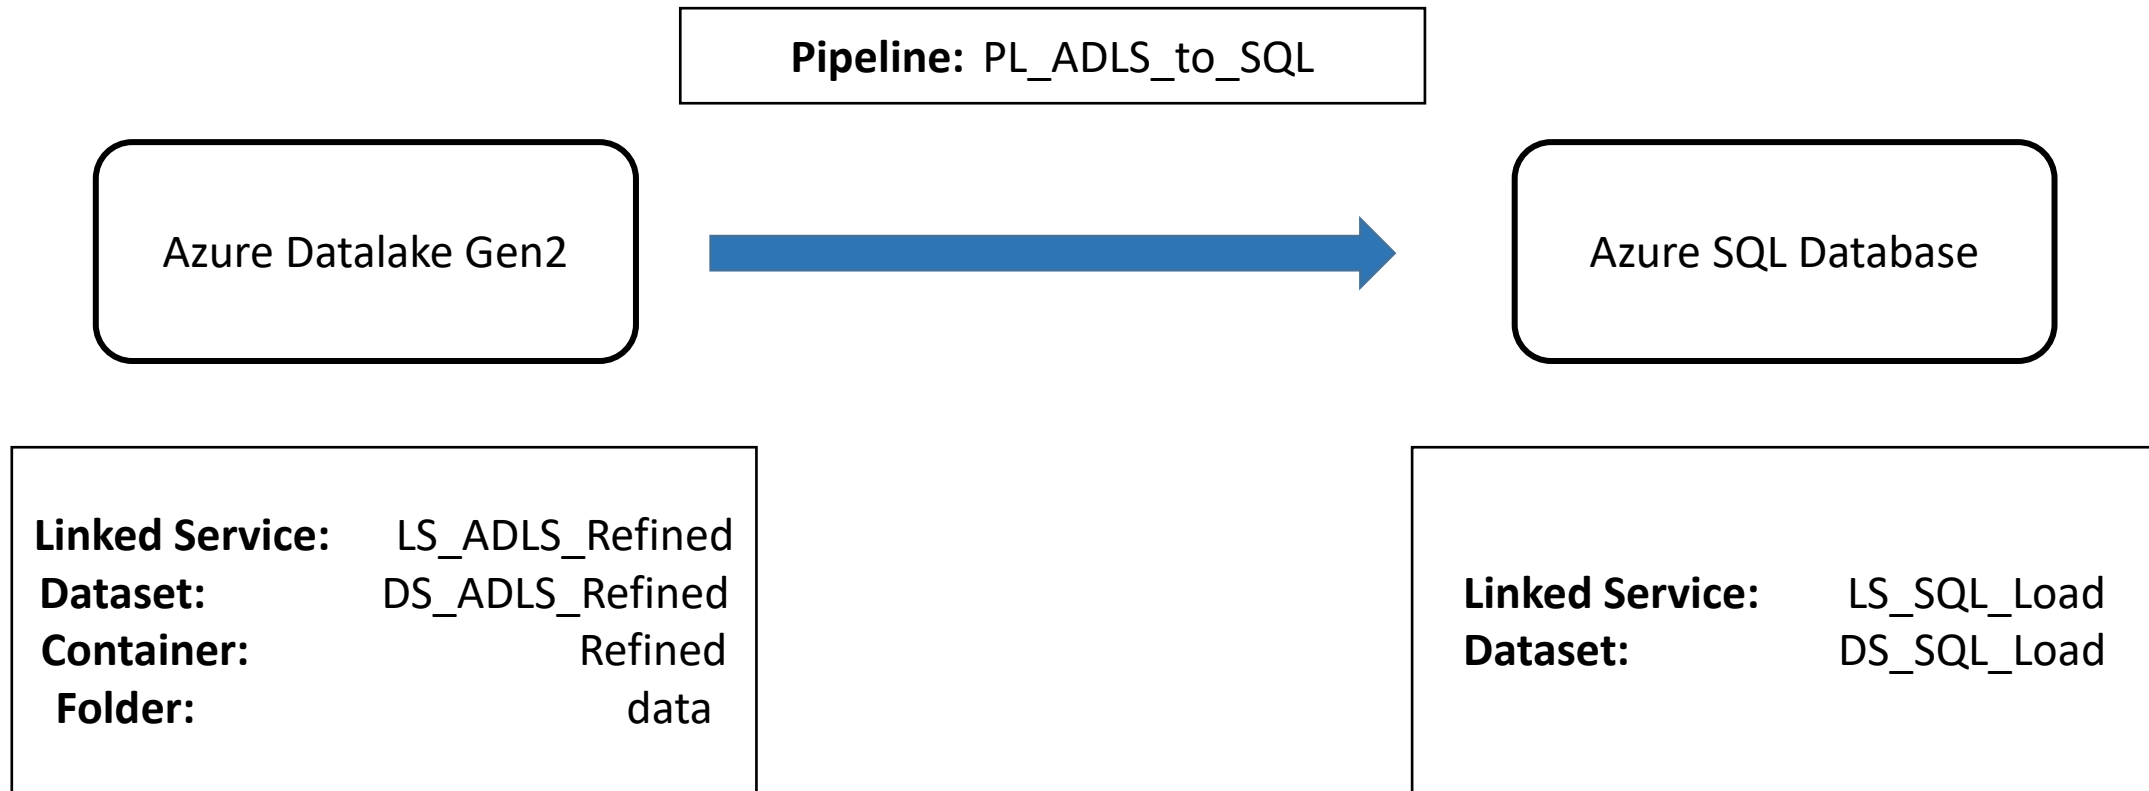 Pipeline: PL_ADLS_to_SQL
Azure Datalake Gen2
Azure SQL Database
Linked Service: LS_ADLS_Refined
Dataset: DS_ADLS_Refined
Container: Refined
Folder: data
Linked Service: LS_SQL_Load
Dataset: DS_SQL_Load